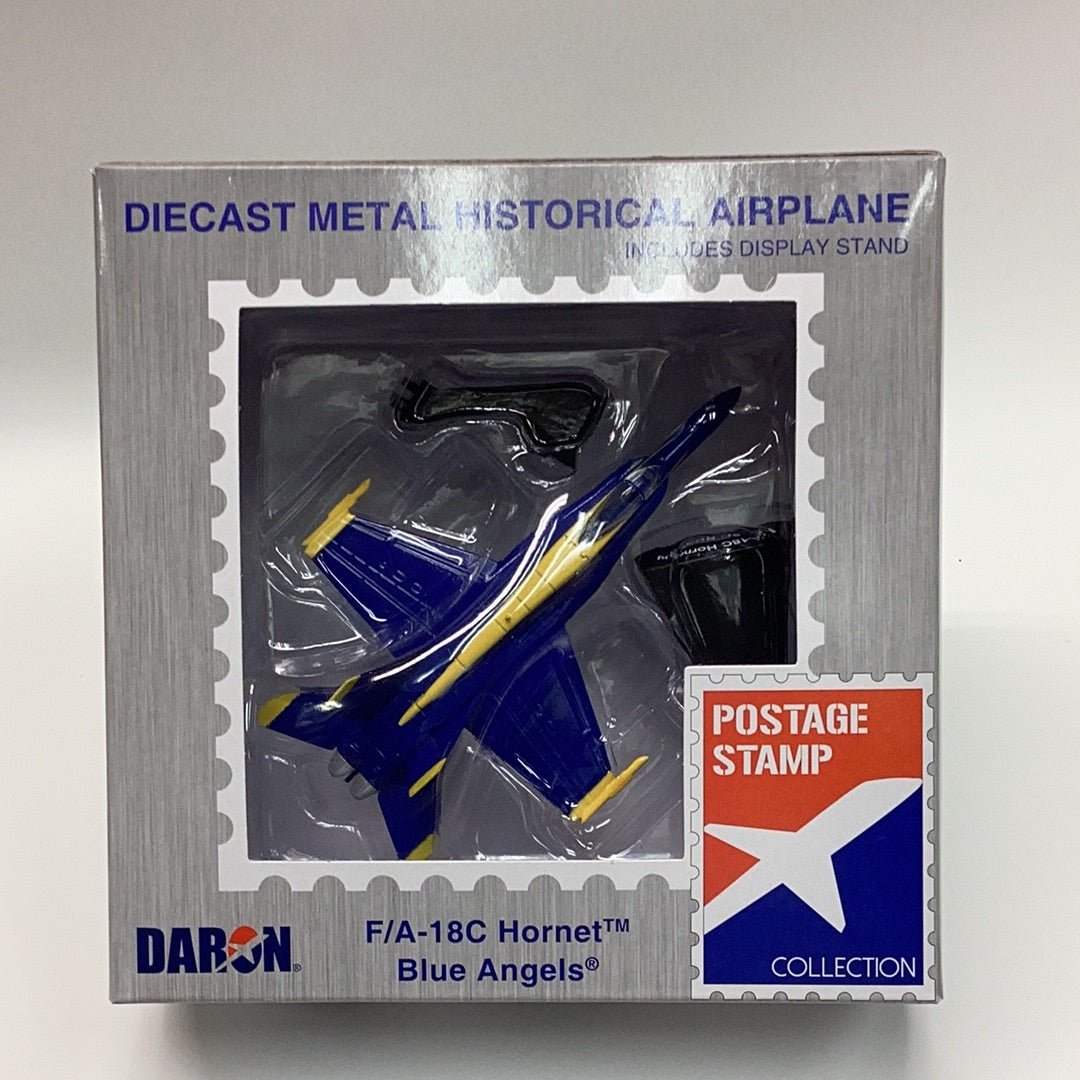 DIECAST METAL HISTORICAL AIRPLANE
INCLUDES DISPLAY STAND
POSTAGE
STAMP
COLLECTION
DARON®
F/A-18C Hornet™
Blue Angels®